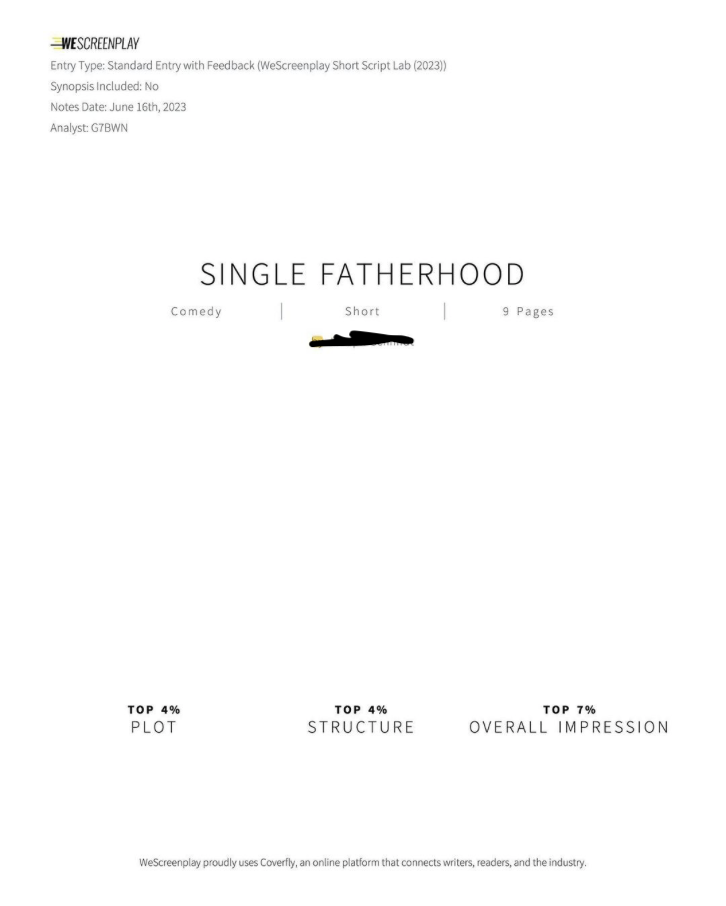 WESCREENPLAY
Entry Type: Standard Entry with Feedback (WeScreenplay Short Script Lab (2023))
Synopsis Included: No
Notes Date: June 16th, 2023
Analyst: G7BWN
SINGLE FATHERHOOD
Comedy | Short | 9 Pages
TOP 4% TOP 4% TOP 7%
PLOT STRUCTURE OVERALL IMPRESSION
WeScreenplay proudly uses Coverfly, an online platform that connects writers, readers, and the industry.